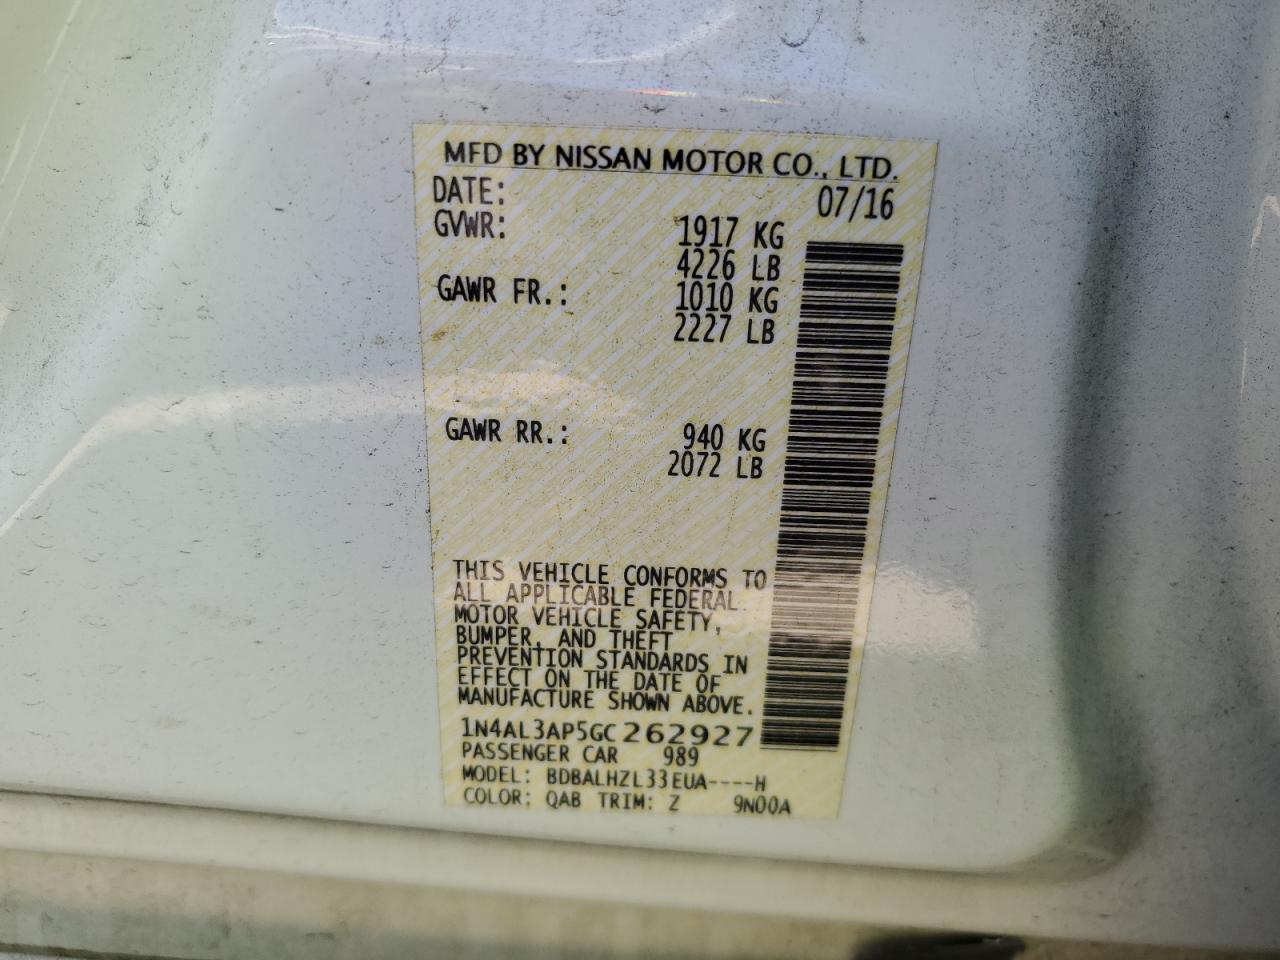 MFD BY NISSAN MOTOR CO., LTD.
DATE: 07/16
GVWR: 1917 KG
4226 LB
GAWR FR.: 1010 KG
2227 LB
GAWR RR.: 940 KG
2072 LB
THIS VEHICLE CONFORMS TO
ALL APPLICABLE FEDERAL
MOTOR VEHICLE SAFETY,
BUMPER, AND THEFT
PREVENTION STANDARDS IN
EFFECT ON THE DATE OF
MANUFACTURE SHOWN ABOVE.
1N4AL3AP5GC262927
PASSENGER CAR 989
MODEL: BDBALHZL33EUA----H
COLOR: QAB TRIM: Z 9N00A